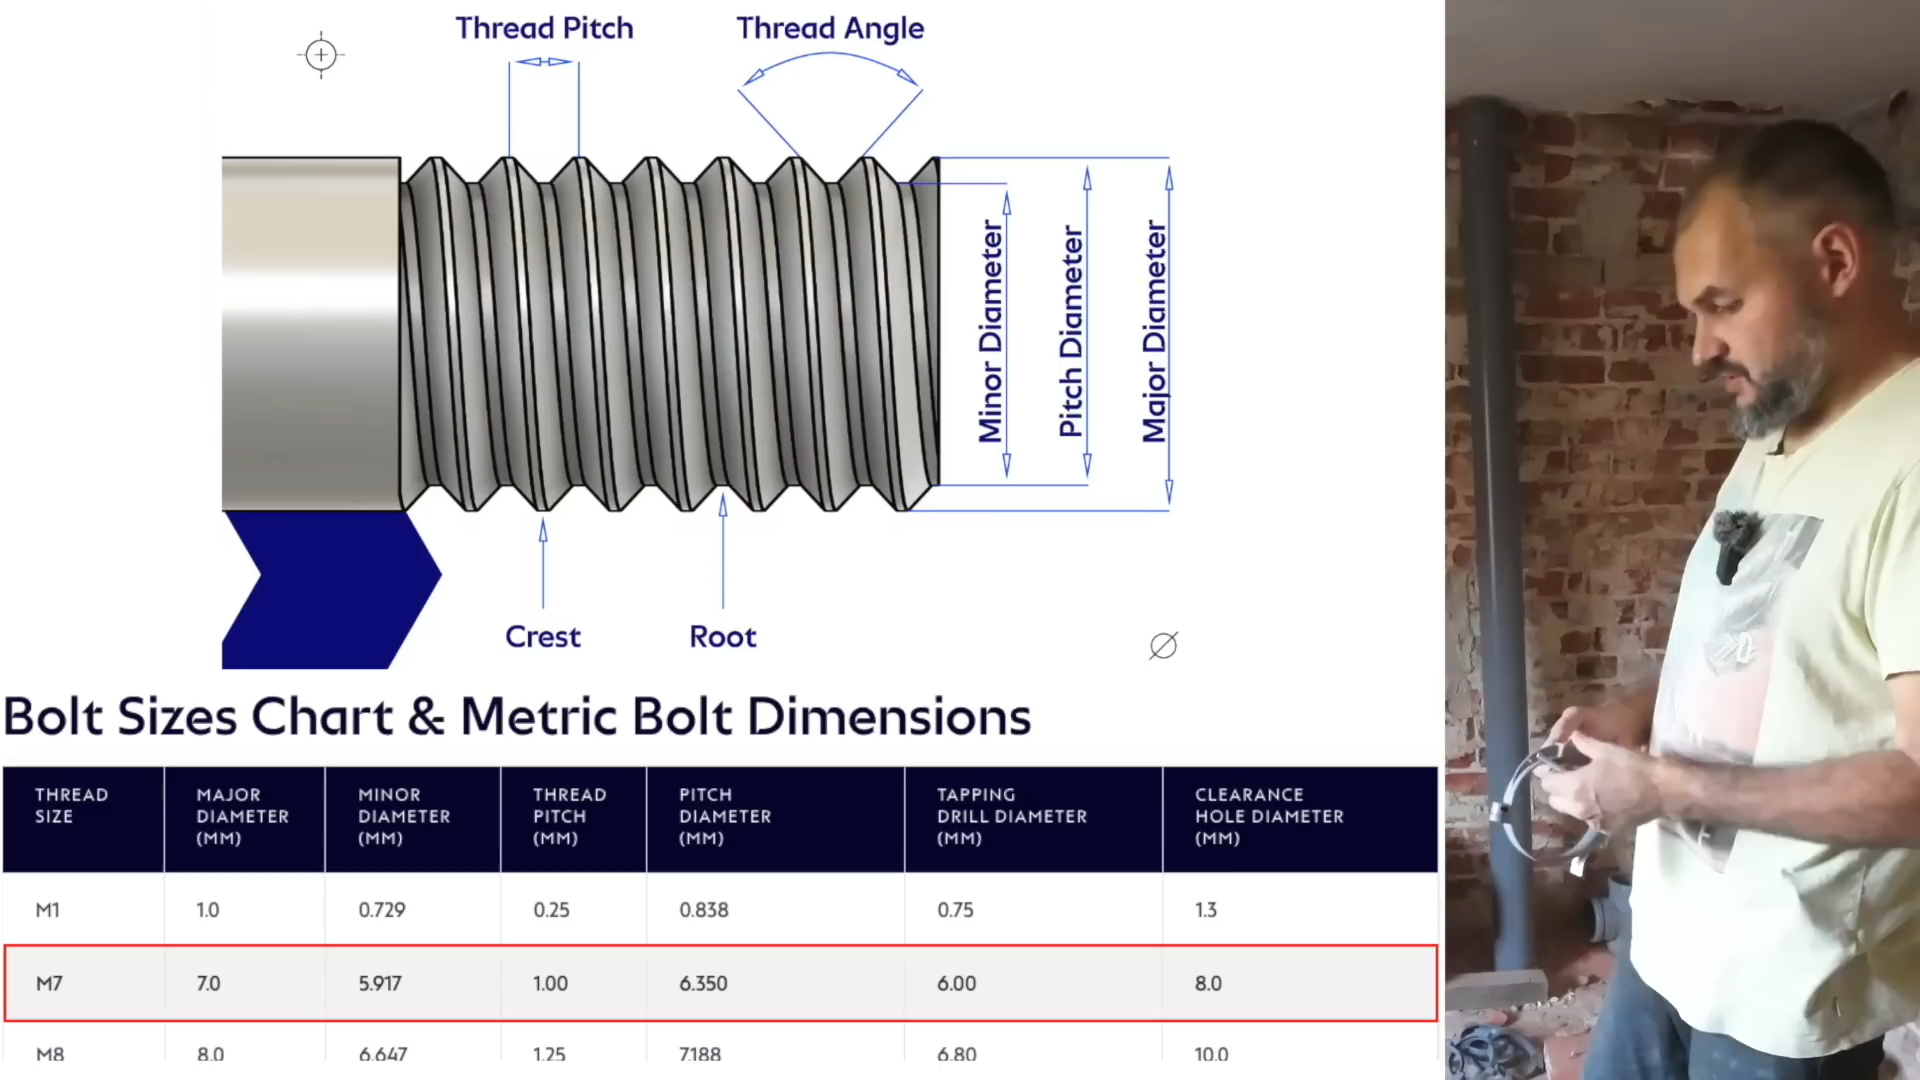 Thread Pitch
Thread Angle
Minor Diameter
Pitch Diameter
Major Diameter
Crest
Root
Bolt Sizes Chart & Metric Bolt Dimensions
THREAD SIZE
MAJOR DIAMETER (MM)
MINOR DIAMETER (MM)
THREAD PITCH (MM)
PITCH DIAMETER (MM)
TAPPING DRILL DIAMETER (MM)
CLEARANCE HOLE DIAMETER (MM)
M1 1.0 0.729 0.25 0.838 0.75 1.3
M7 7.0 5.917 1.00 6.350 6.00 8.0
M8 8.0 6.647 1.25 7.188 6.80 10.0